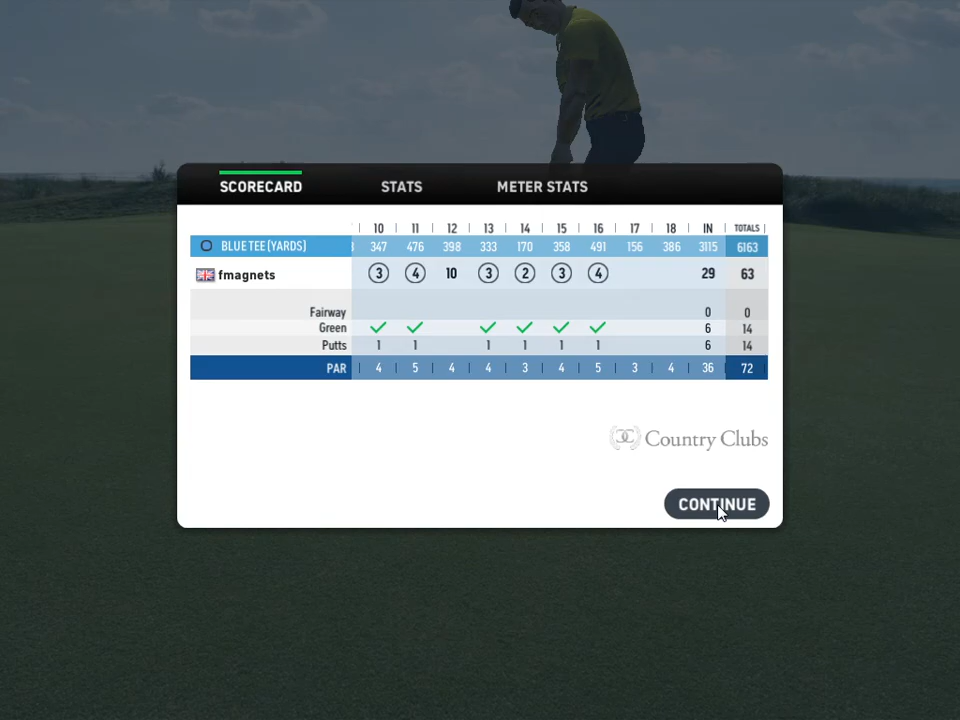 SCORECARD STATS METER STATS
10 11 12 13 14 15 16 17 18 IN TOTALS
BLUE TEE (YARDS) 347 476 398 333 170 358 491 156 386 3115 6163
fmagnets 3 4 10 3 2 3 4 29 63
Fairway 0 0
Green 6 14
Putts 1 1 1 1 1 1 6 14
PAR 4 5 4 4 3 4 5 3 4 36 72
CC Country Clubs
CONTINUE